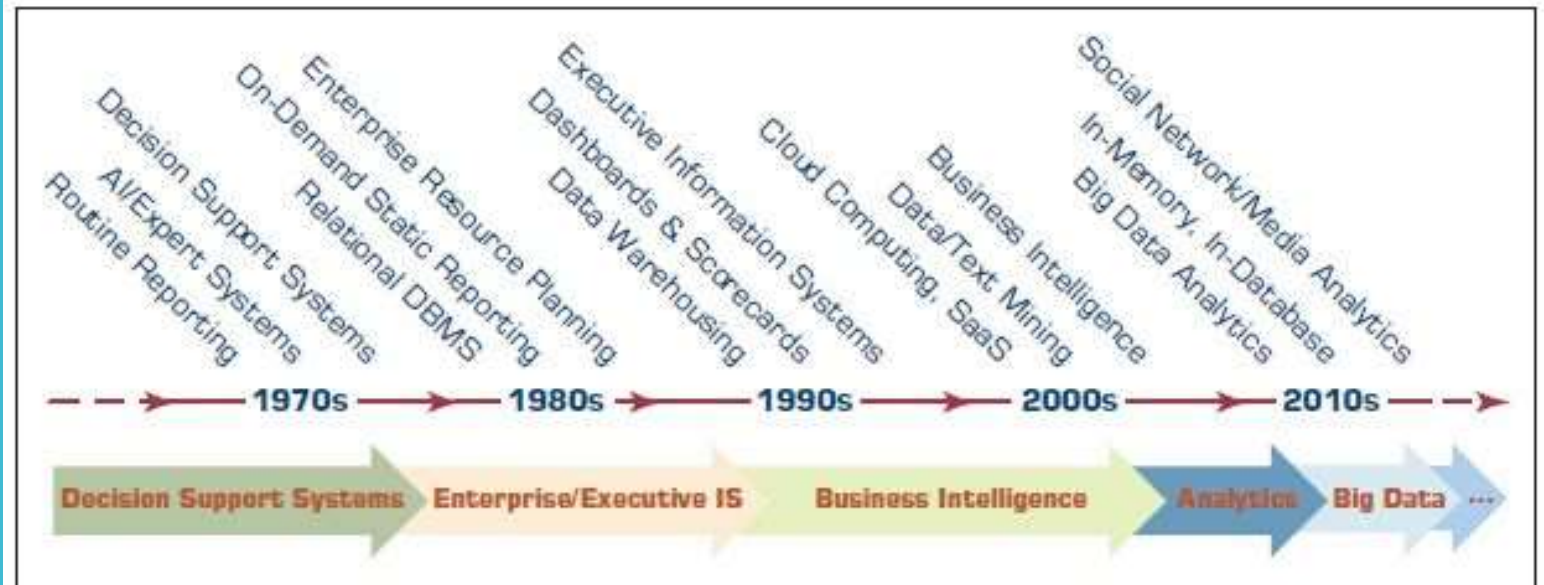 Routine Reporting
AI/Expert Systems
Decision Support Systems
Relational DBMS
On-Demand Static Reporting
Enterprise Resource Planning
Data Warehousing
Dashboards & Scorecards
Executive Information Systems
Cloud Computing, SaaS
Data/Text Mining
Business Intelligence
Big Data Analytics
In-Memory, In-Database
Social Network/Media Analytics
1970s 1980s 1990s 2000s 2010s
Decision Support Systems Enterprise/Executive IS Business Intelligence Analytics Big Data ...